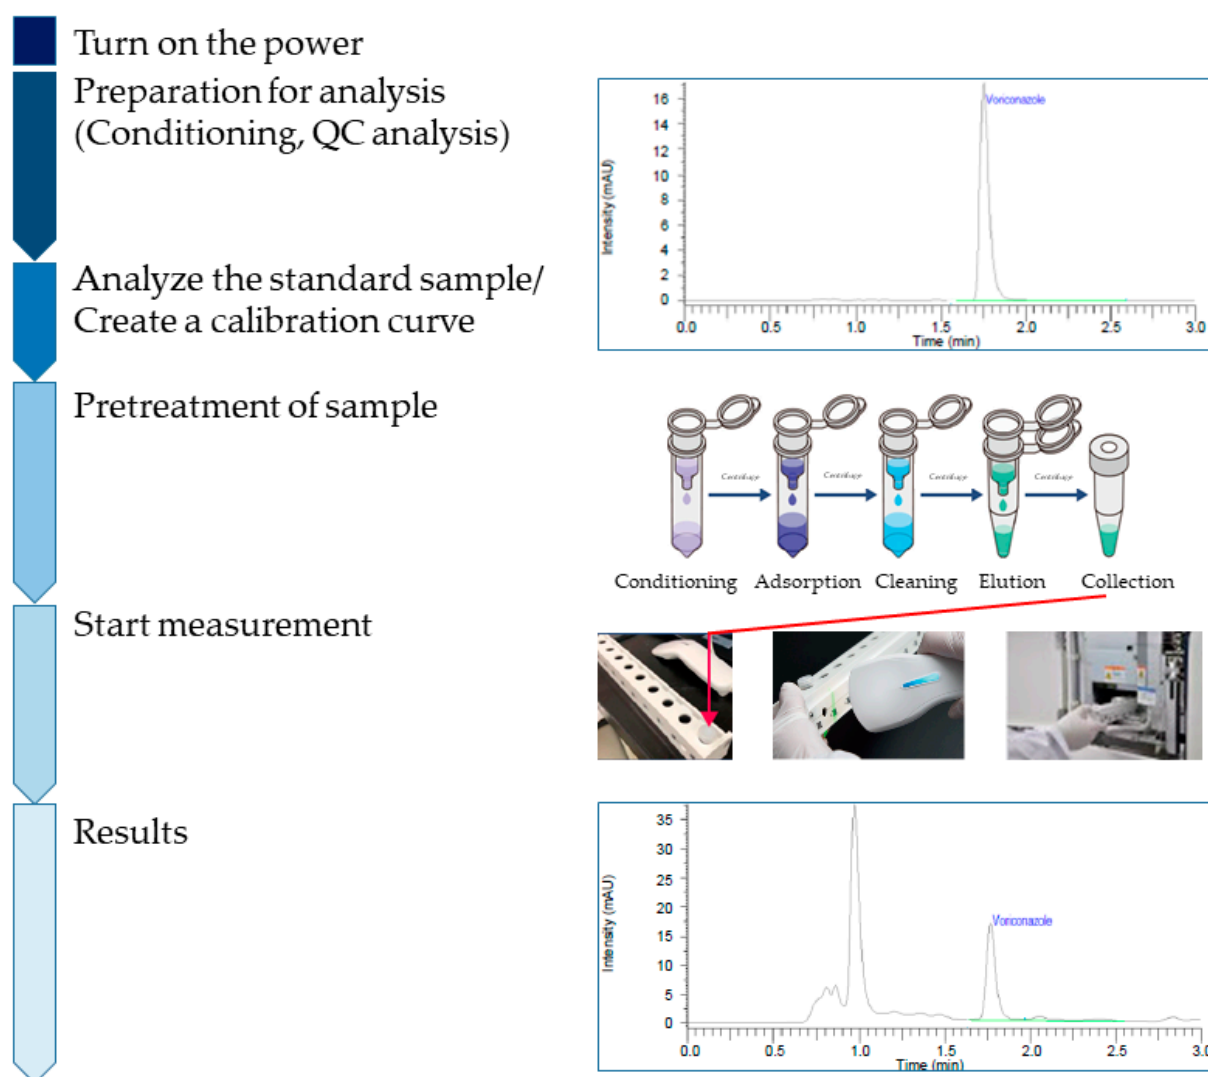 Turn on the power
Preparation for analysis
(Conditioning, QC analysis)
Analyze the standard sample/
Create a calibration curve
Pretreatment of sample
Start measurement
Results
Intensity (mAU)
16
14
12
10
8
6
4
2
0
Voriconazole
0.0 0.5 1.0 1.5 2.0 2.5 3.0
Time (min)
Centrifuge Centrifuge Centrifuge Centrifuge
Conditioning Adsorption Cleaning Elution Collection
Intensity (mAU)
35
30
25
20
15
10
5
0
Voriconazole
0.0 0.5 1.0 1.5 2.0 2.5 3.0
Time (min)